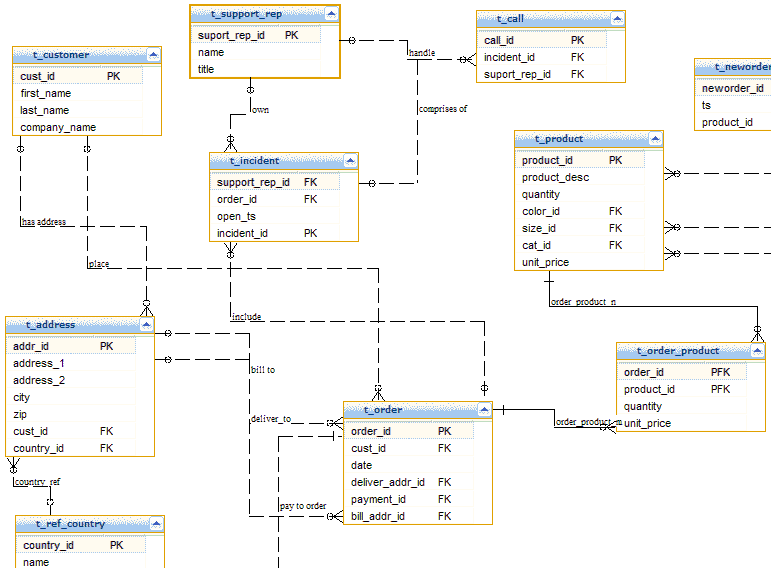 t_support_rep
suport_rep_id PK
name
title
t_call
call_id PK
incident_id FK
suport_rep_id FK
handle
comprises of
own
t_customer
cust_id PK
first_name
last_name
company_name
t_neworder
neworder_id
ts
product_id
t_product
product_id PK
product_desc
quantity
color_id FK
size_id FK
cat_id FK
unit_price
t_incident
support_rep_id FK
order_id FK
open_ts
incident_id PK
has address
place
include
order_product_n
t_address
addr_id PK
address_1
address_2
city
zip
cust_id FK
country_id FK
bill to
deliver_to
pay to order
t_order_product
order_id PFK
product_id PFK
quantity
unit_price
t_order
order_id PK
cust_id FK
date
deliver_addr_id FK
payment_id FK
bill_addr_id FK
country_ref
t_ref_country
country_id PK
name